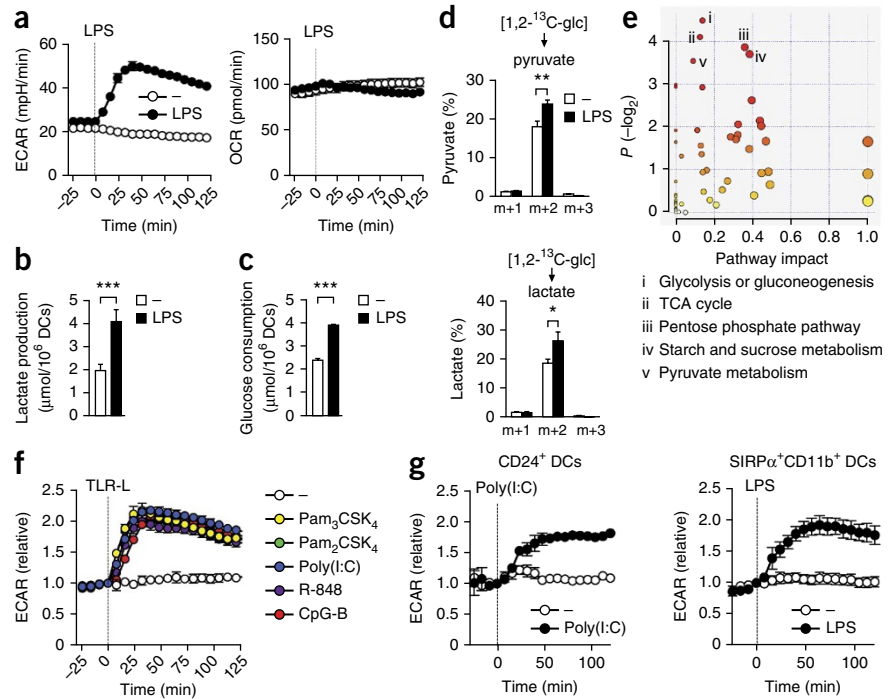 a
LPS
ECAR (mpH/min)
60
40
20
0
–
LPS
−25 0 25 50 75 100 125
Time (min)
LPS
OCR (pmol/min)
150
100
50
0
−25 0 25 50 75 100 125
Time (min)
b
***
Lactate production
(μmol/10⁶ DCs)
5
4
3
2
1
0
–
LPS
c
***
Glucose consumption
(μmol/10⁶ DCs)
5
4
3
2
1
0
–
LPS
d
[1,2-¹³C-glc]
pyruvate
**
Pyruvate (%)
30
20
10
0
–
LPS
m+1 m+2 m+3
[1,2-¹³C-glc]
lactate
*
Lactate (%)
40
30
20
10
0
m+1 m+2 m+3
e
P (–log₂)
4
3
2
1
0
i
ii
iii
iv
v
0 0.2 0.4 0.6 0.8 1.0
Pathway impact
i Glycolysis or gluconeogenesis
ii TCA cycle
iii Pentose phosphate pathway
iv Starch and sucrose metabolism
v Pyruvate metabolism
f
TLR-L
ECAR (relative)
2.5
2.0
1.5
1.0
0.5
0
−25 0 25 50 75 100 125
Time (min)
–
Pam₃CSK₄
Pam₂CSK₄
Poly(I:C)
R-848
CpG-B
g
CD24⁺ DCs
Poly(I:C)
ECAR (relative)
2.5
2.0
1.5
1.0
0.5
0
–
Poly(I:C)
0 50 100
Time (min)
SIRPα⁺CD11b⁺ DCs
LPS
ECAR (relative)
2.5
2.0
1.5
1.0
0.5
0
–
LPS
0 50 100
Time (min)